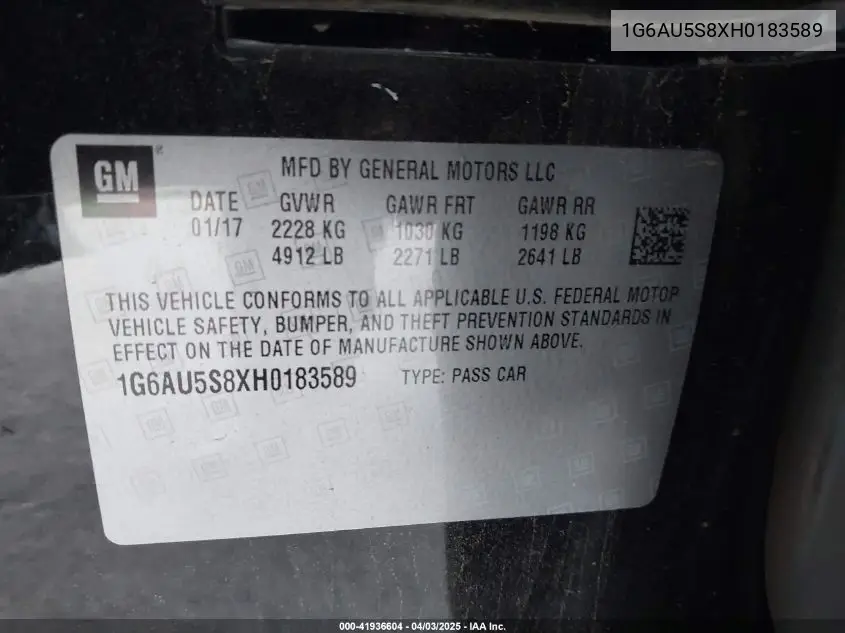 1G6AU5S8XH0183589
GM®
MFD BY GENERAL MOTORS LLC
DATE GVWR GAWR FRT GAWR RR
01/17 2228 KG 1030 KG 1198 KG
4912 LB 2271 LB 2641 LB
THIS VEHICLE CONFORMS TO ALL APPLICABLE U.S. FEDERAL MOTOR
VEHICLE SAFETY, BUMPER, AND THEFT PREVENTION STANDARDS IN
EFFECT ON THE DATE OF MANUFACTURE SHOWN ABOVE.
1G6AU5S8XH0183589 TYPE: PASS CAR
000-41936604 - 04/03/2025 - IAA Inc.